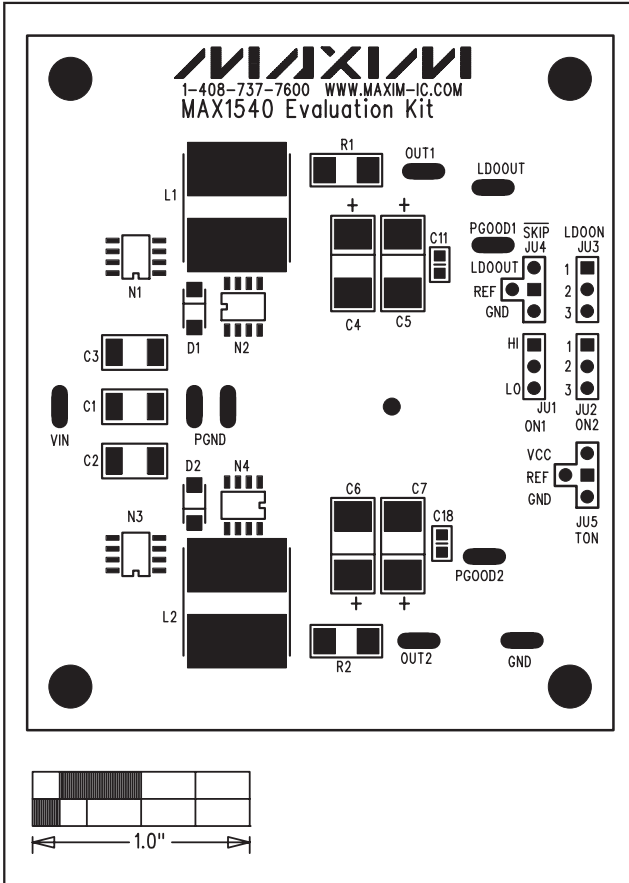 MAXIM
1-408-737-7600 WWW.MAXIM-IC.COM
MAX1540 Evaluation Kit
R1
OUT1
LDOOUT
L1
+ +
PGOOD1
SKIP
JU4
LDOON
JU3
C11
N1
LDOOUT
REF
GND
1
2
3
D1
N2
C4
C5
C3
HI
LO
1
2
3
C1
VIN
PGND
JU1
ON1
JU2
ON2
C2
D2
N4
C6
C7
VCC
REF
GND
N3
C18
JU5
TON
PGOOD2
+ +
L2
R2
OUT2
GND
1.0"